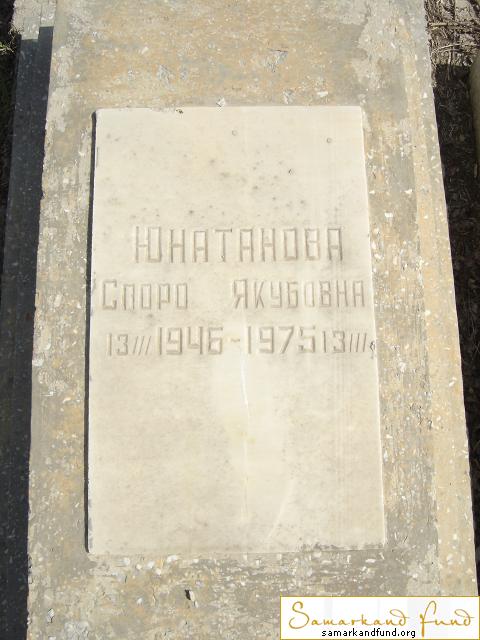 ЮНАТАНОВА
СПОРО ЯКУБОВНА
13/III 1946-1975 13/III
Samarkand Fund
samarkandfund.org